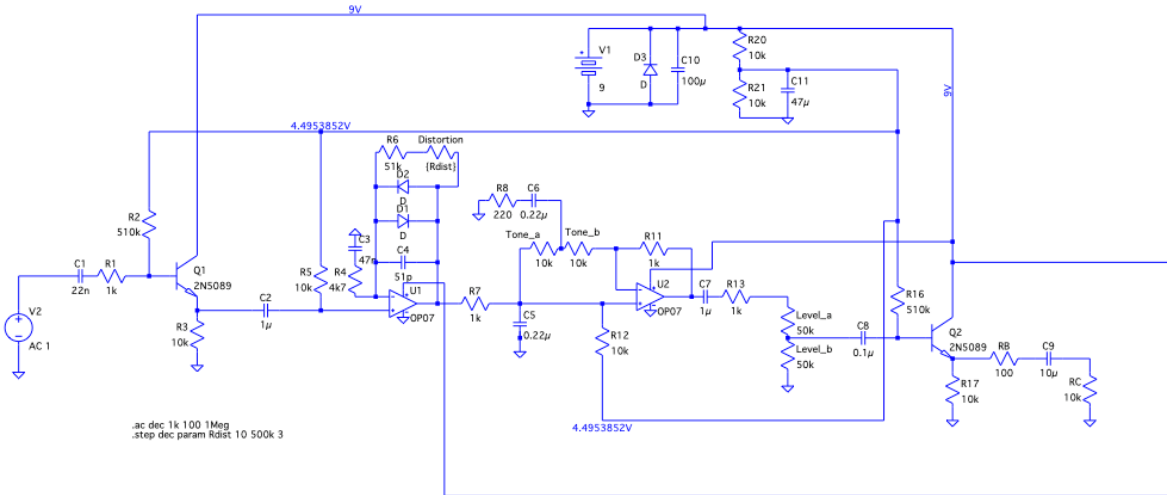 9V
V1
9
D3
D
C10
100µ
R20
10k
R21
10k
C11
47µ
9V
4.4953852V
R6
51k
Distortion
{Rdist}
D2
D
D1
D
C3
47n
C4
51p
R4
4k7
R5
10k
U1
OP07
R2
510k
C1
22n
R1
1k
Q1
2N5089
V2
AC 1
R3
10k
C2
1µ
R8
220
C6
0.22µ
Tone_a
10k
Tone_b
10k
R11
1k
R7
1k
C5
0.22µ
U2
OP07
R12
10k
C7
1µ
R13
1k
Level_a
50k
Level_b
50k
C8
0.1µ
R16
510k
Q2
2N5089
RB
100
C9
10µ
R17
10k
RC
10k
4.4953852V
.ac dec 1k 100 1Meg
.step dec param Rdist 10 500k 3